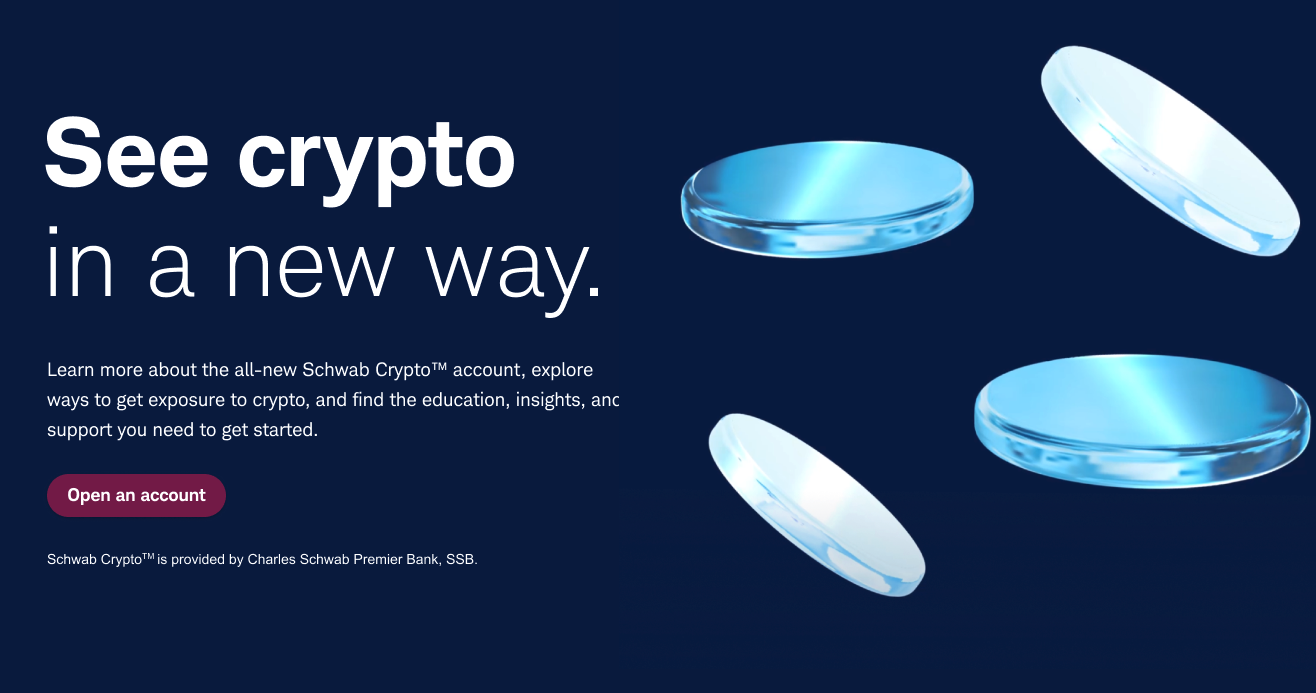 See crypto
in a new way.
Learn more about the all-new Schwab Crypto™ account, explore
ways to get exposure to crypto, and find the education, insights, and
support you need to get started.
Open an account
Schwab Crypto™ is provided by Charles Schwab Premier Bank, SSB.